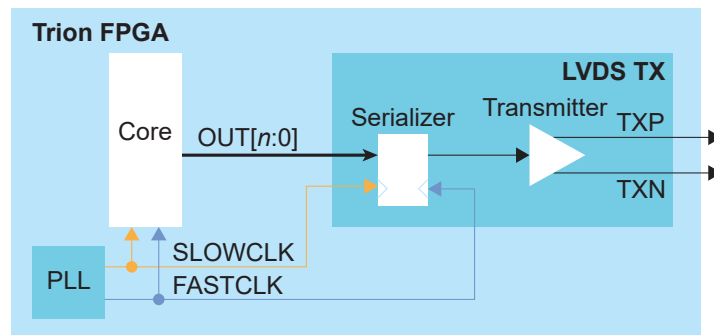 Trion FPGA
LVDS TX
Core
OUT[n:0]
Serializer
Transmitter
TXP
TXN
PLL
SLOWCLK
FASTCLK